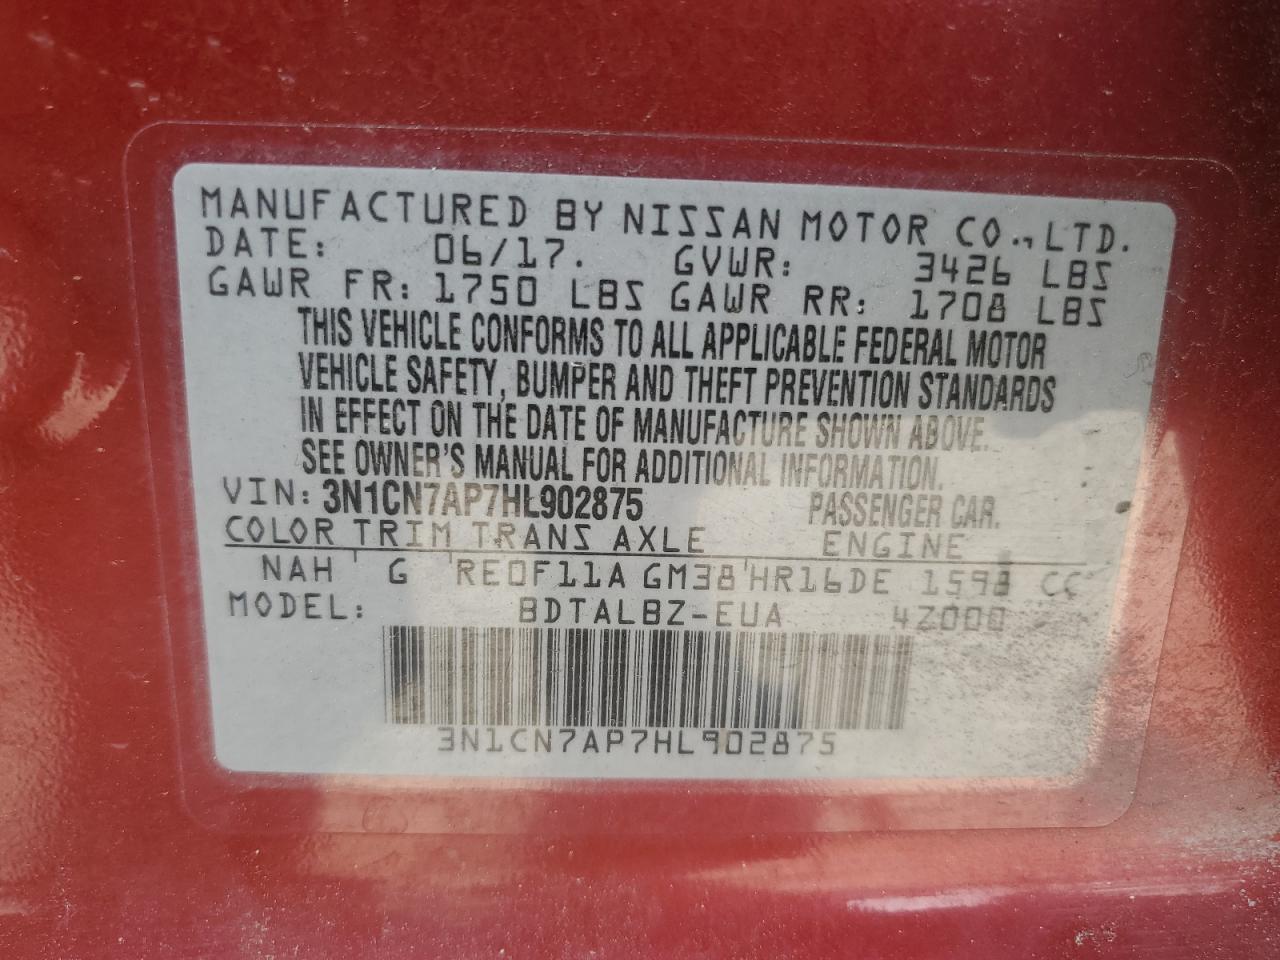 MANUFACTURED BY NISSAN MOTOR CO., LTD.
DATE: 06/17. GVWR: 3426 LBS
GAWR FR: 1750 LBS GAWR RR: 1708 LBS
THIS VEHICLE CONFORMS TO ALL APPLICABLE FEDERAL MOTOR
VEHICLE SAFETY, BUMPER AND THEFT PREVENTION STANDARDS
IN EFFECT ON THE DATE OF MANUFACTURE SHOWN ABOVE.
SEE OWNER'S MANUAL FOR ADDITIONAL INFORMATION.
VIN: 3N1CN7AP7HL902875 PASSENGER CAR.
COLOR TRIM TRANS AXLE ENGINE
NAH ' G ' RE0F11A GM38 ' HR16DE 1598 CC
MODEL: BDTALBZ-EUA 4Z000
3N1CN7AP7HL902875